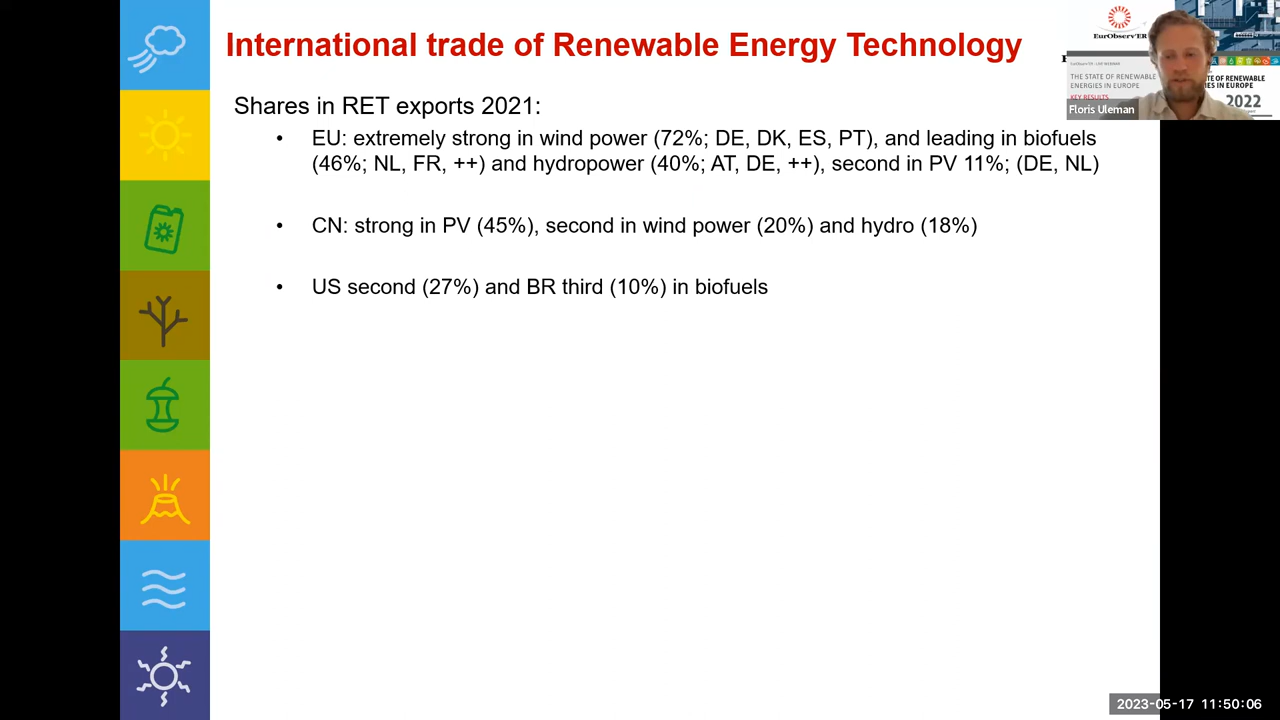 International trade of Renewable Energy Technology
Shares in RET exports 2021:
• EU: extremely strong in wind power (72%; DE, DK, ES, PT), and leading in biofuels
(46%; NL, FR, ++) and hydropower (40%; AT, DE, ++), second in PV 11%; (DE, NL)
• CN: strong in PV (45%), second in wind power (20%) and hydro (18%)
• US second (27%) and BR third (10%) in biofuels
EurObserv'ER
THE STATE OF RENEWABLE
ENERGIES IN EUROPE
KEY RESULTS
Floris Uleman
2022
2023-05-17 11:50:06